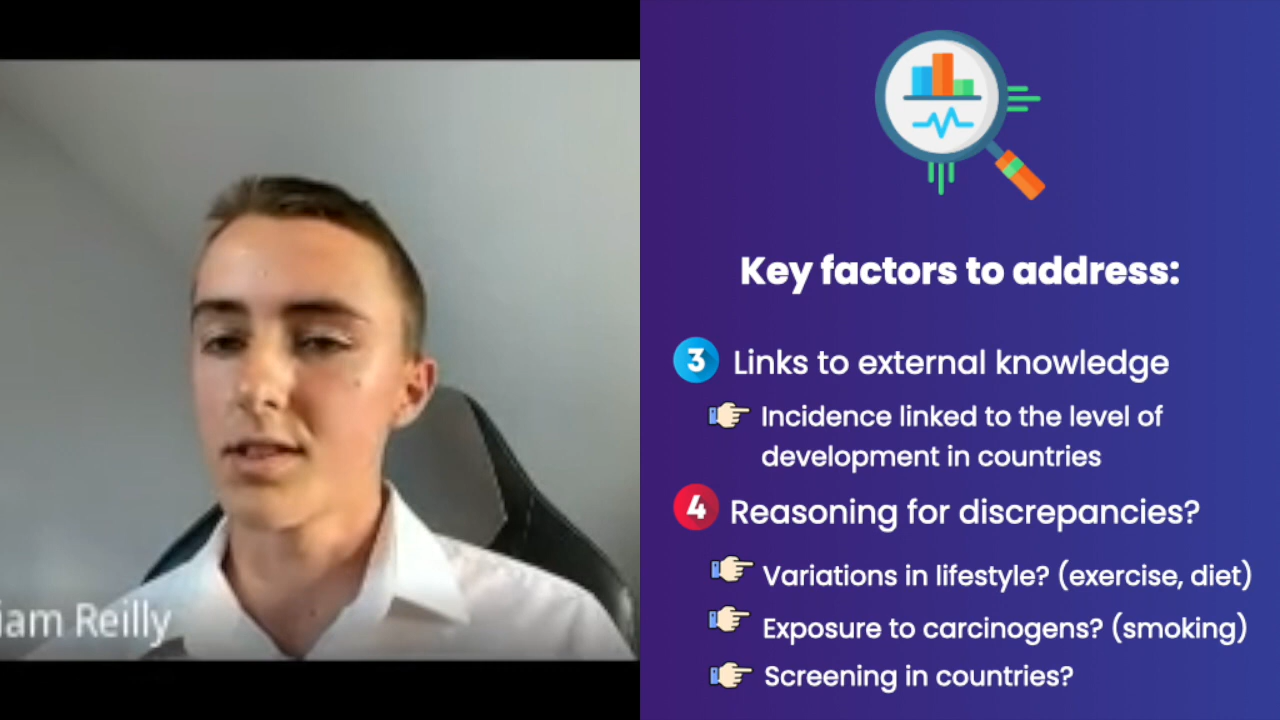 iam Reilly
Key factors to address:
3 Links to external knowledge
Incidence linked to the level of
development in countries
4 Reasoning for discrepancies?
Variations in lifestyle? (exercise, diet)
Exposure to carcinogens? (smoking)
Screening in countries?